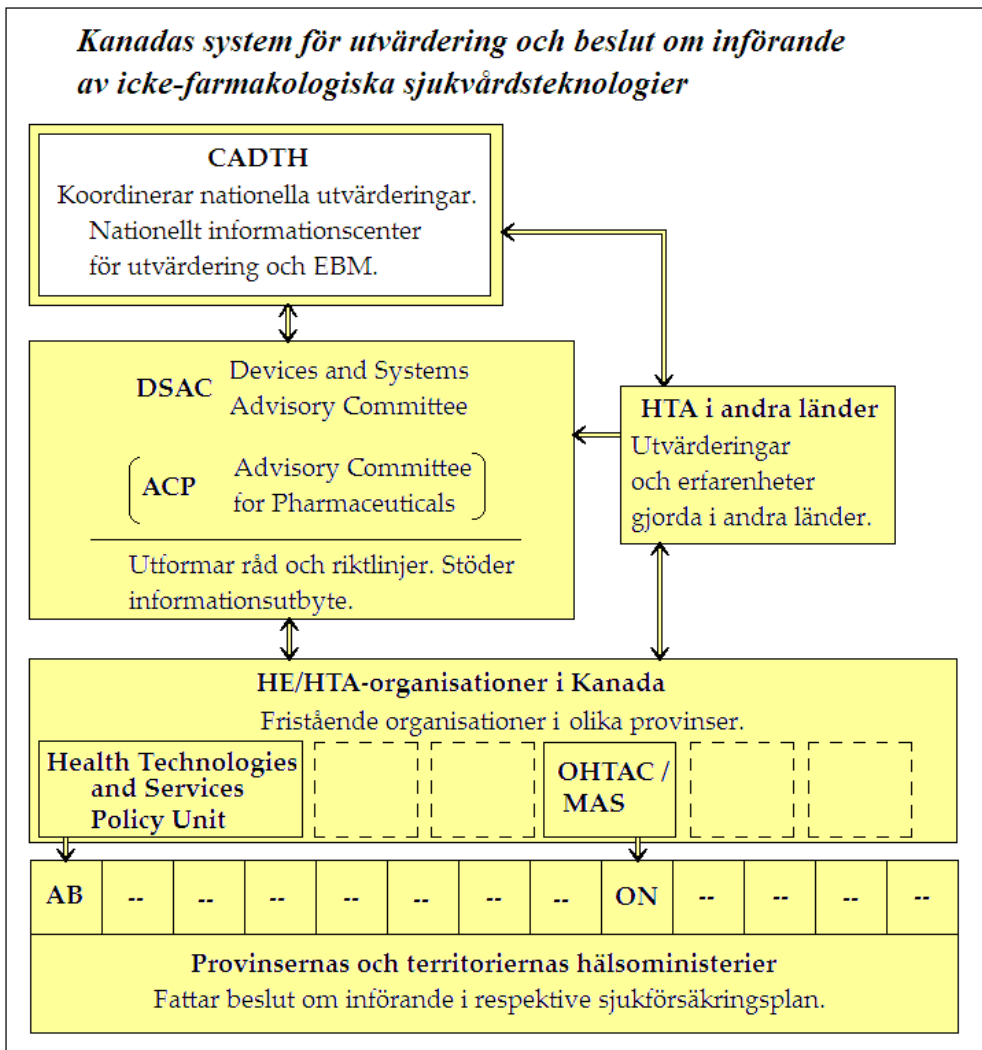 Kanadas system för utvärdering och beslut om införande
av icke-farmakologiska sjukvårdsteknologier
CADTH
Koordinerar nationella utvärderingar.
Nationellt informationscenter
för utvärdering och EBM.
DSAC
Devices and Systems
Advisory Committee
ACP
Advisory Committee
for Pharmaceuticals
Utformar råd och riktlinjer. Stöder
informationsutbyte.
HTA i andra länder
Utvärderingar
och erfarenheter
gjorda i andra länder.
HE/HTA-organisationer i Kanada
Fristående organisationer i olika provinser.
Health Technologies
and Services
Policy Unit
OHTAC /
MAS
AB -- -- -- -- -- -- -- ON -- -- -- --
Provinsernas och territoriernas hälsoministerier
Fattar beslut om införande i respektive sjukförsäkringsplan.